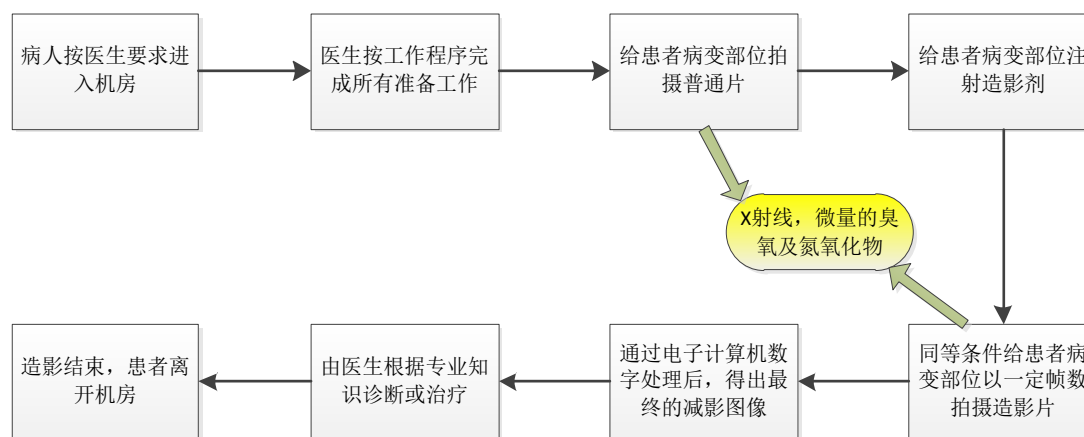 病人按医生要求进
入机房
医生按工作程序完
成所有准备工作
给患者病变部位拍
摄普通片
给患者病变部位注
射造影剂
X射线，微量的臭
氧及氮氧化物
同等条件给患者病
变部位以一定帧数
拍摄造影片
通过电子计算机数
字处理后，得出最
终的减影图像
由医生根据专业知
识诊断或治疗
造影结束，患者离
开机房